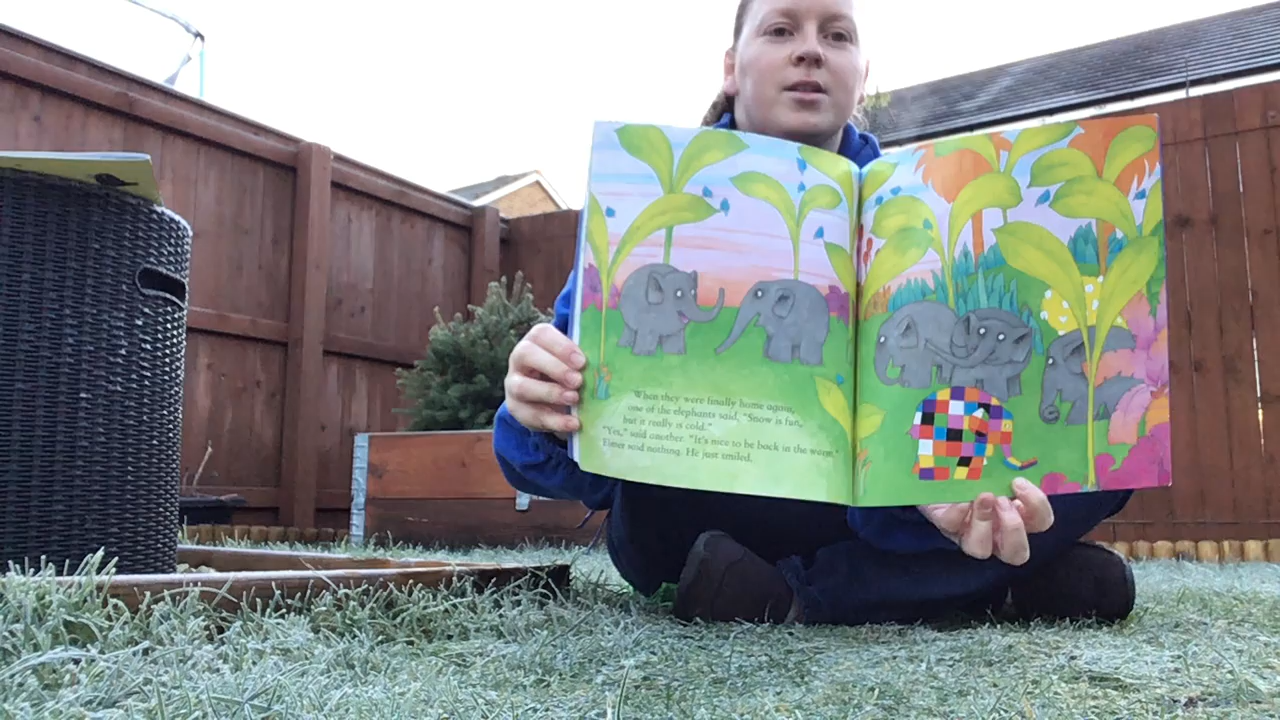 When they were finally home again,
one of the elephants said, "Snow is fun,
but it really is cold."
"Yes," said another. "It's nice to be back in the warm."
Elmer said nothing. He just smiled.